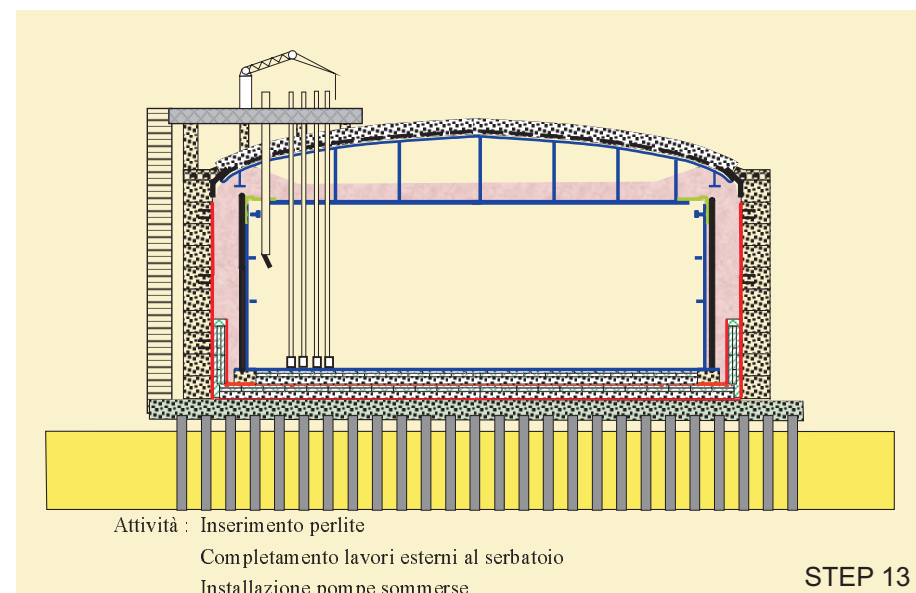 Attività : Inserimento perlite
Completamento lavori esterni al serbatoio
Installazione pompe sommerse
STEP 13